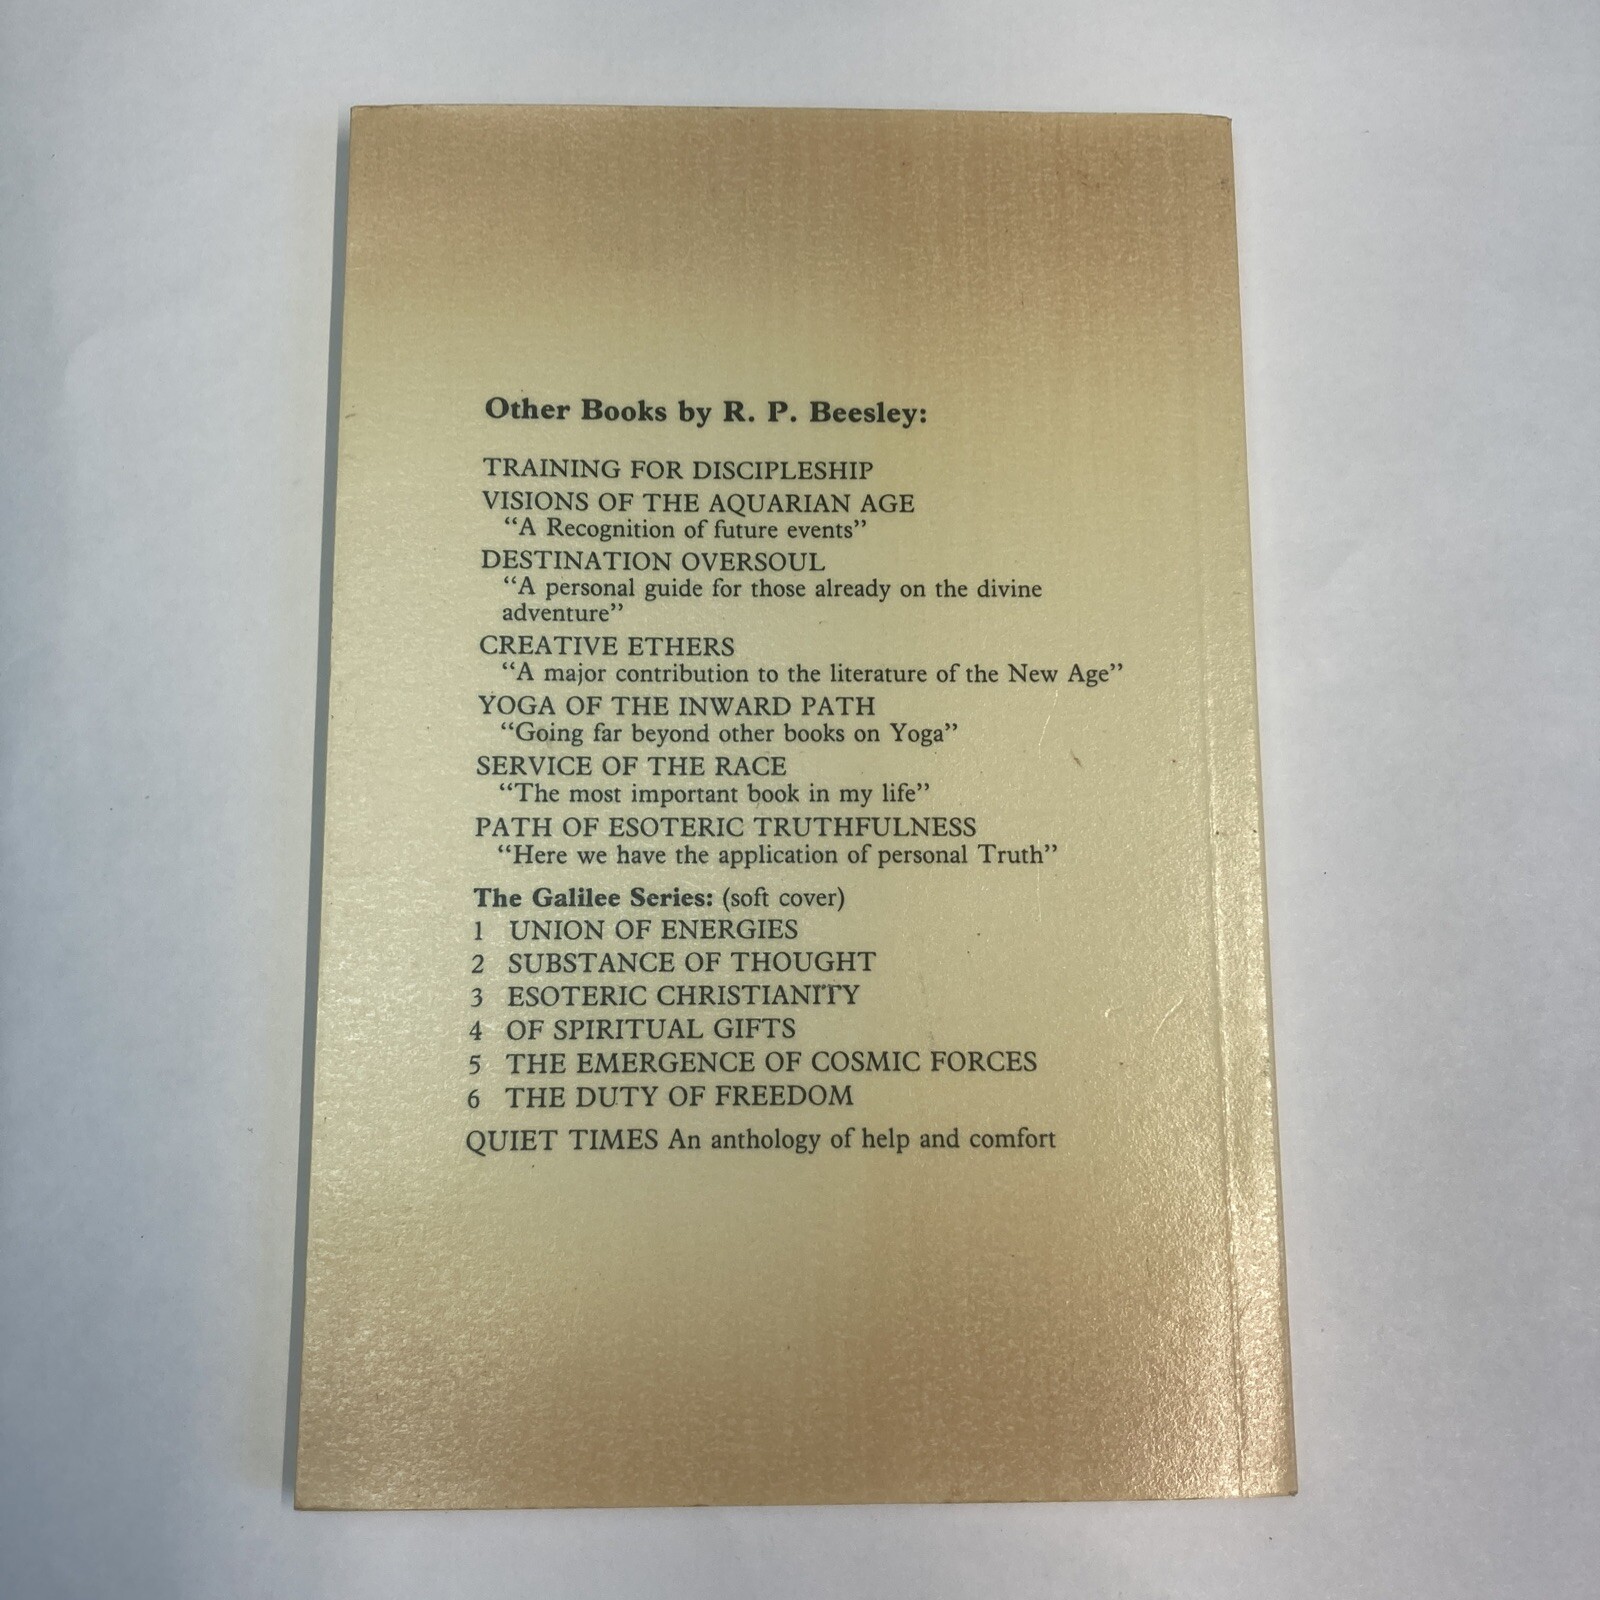 Other Books by R. P. Beesley:
TRAINING FOR DISCIPLESHIP
VISIONS OF THE AQUARIAN AGE
“A Recognition of future events”
DESTINATION OVERSOUL
“A personal guide for those already on the divine
adventure”
CREATIVE ETHERS
“A major contribution to the literature of the New Age”
YOGA OF THE INWARD PATH
“Going far beyond other books on Yoga”
SERVICE OF THE RACE
“The most important book in my life”
PATH OF ESOTERIC TRUTHFULNESS
“Here we have the application of personal Truth”
The Galilee Series: (soft cover)
1 UNION OF ENERGIES
2 SUBSTANCE OF THOUGHT
3 ESOTERIC CHRISTIANITY
4 OF SPIRITUAL GIFTS
5 THE EMERGENCE OF COSMIC FORCES
6 THE DUTY OF FREEDOM
QUIET TIMES An anthology of help and comfort